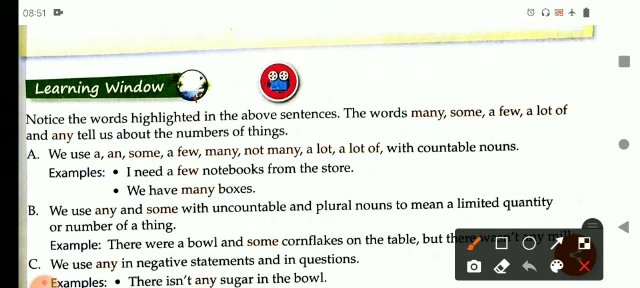 08:51
Learning Window
Notice the words highlighted in the above sentences. The words many, some, a few, a lot of
and any tell us about the numbers of things.
A. We use a, an, some, a few, many, not many, a lot, a lot of, with countable nouns.
Examples: • I need a few notebooks from the store.
• We have many boxes.
B. We use any and some with uncountable and plural nouns to mean a limited quantity
or number of a thing.
Example: There were a bowl and some cornflakes on the table, but there wasn't any
C. We use any in negative statements and in questions.
Examples: • There isn't any sugar in the bowl.